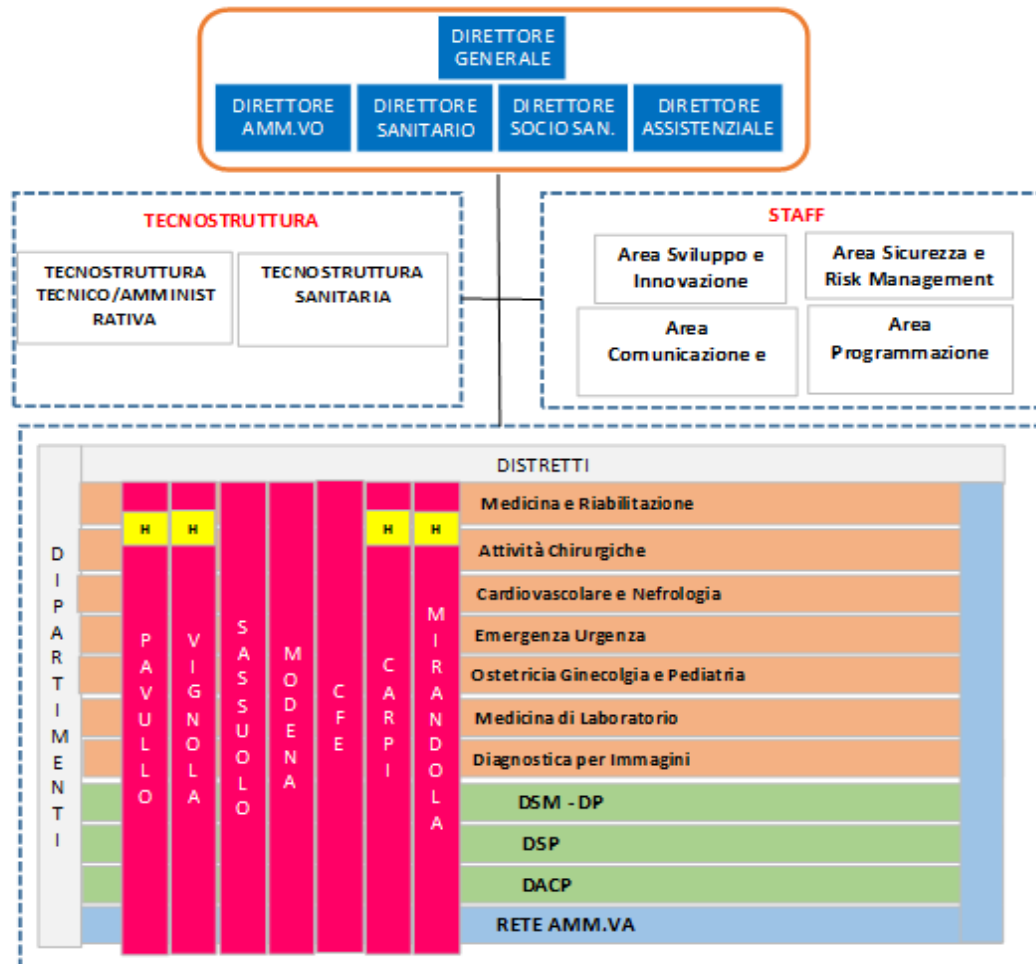 DIRETTORE
GENERALE
DIRETTORE
AMM.VO
DIRETTORE
SANITARIO
DIRETTORE
SOCIO SAN.
DIRETTORE
ASSISTENZIALE
TECNOSTRUTTURA
TECNOSTRUTTURA
TECNICO/AMMINIST
RATIVA
TECNOSTRUTTURA
SANITARIA
STAFF
Area Sviluppo e
Innovazione
Area Sicurezza e
Risk Management
Area
Comunicazione e
Area
Programmazione
DISTRETTI
DIPARTIMENTI
H
H
H
H
PAVULLO
VIGNOLA
SASSUOLO
MODENA
CFE
CARPI
MIRANDOLA
Medicina e Riabilitazione
Attività Chirurgiche
Cardiovascolare e Nefrologia
Emergenza Urgenza
Ostetricia Ginecolgia e Pediatria
Medicina di Laboratorio
Diagnostica per Immagini
DSM - DP
DSP
DACP
RETE AMM.VA